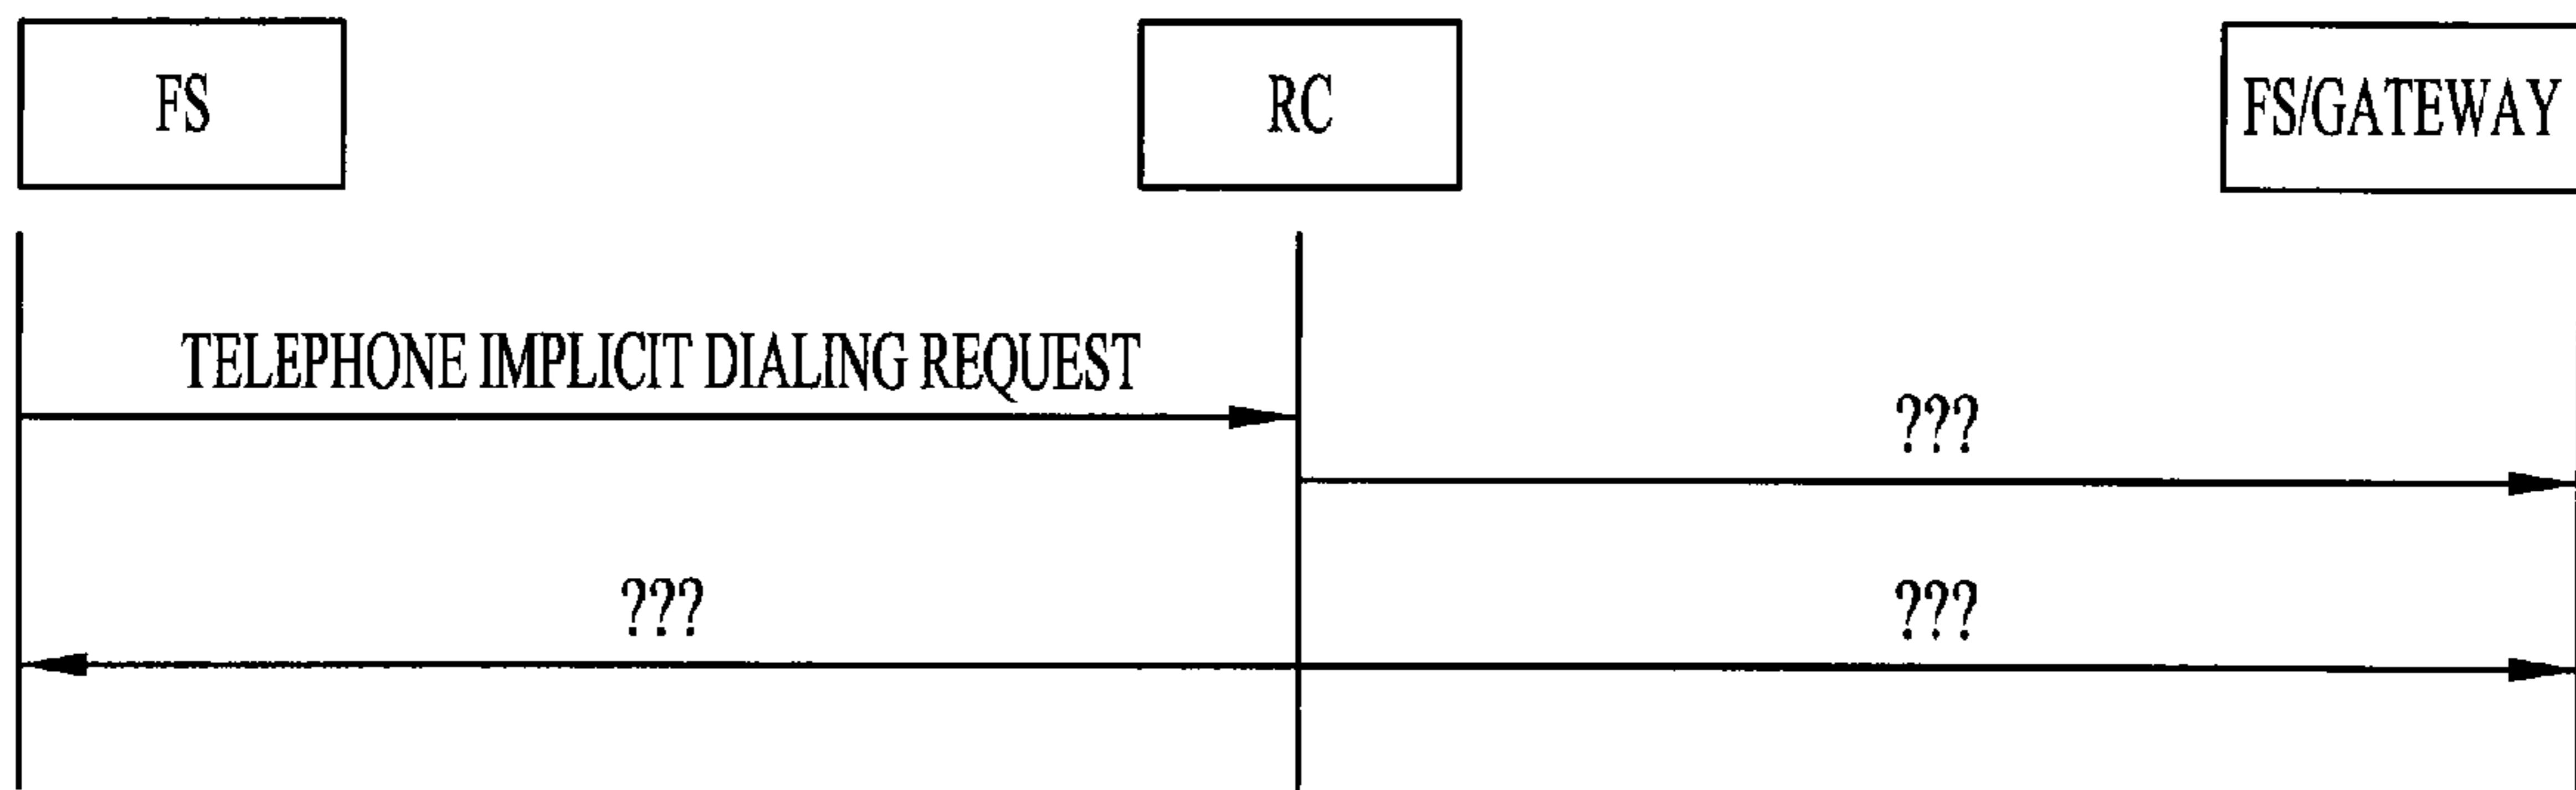 FS
RC
FS/GATEWAY
TELEPHONE IMPLICIT DIALING REQUEST
???
???
???